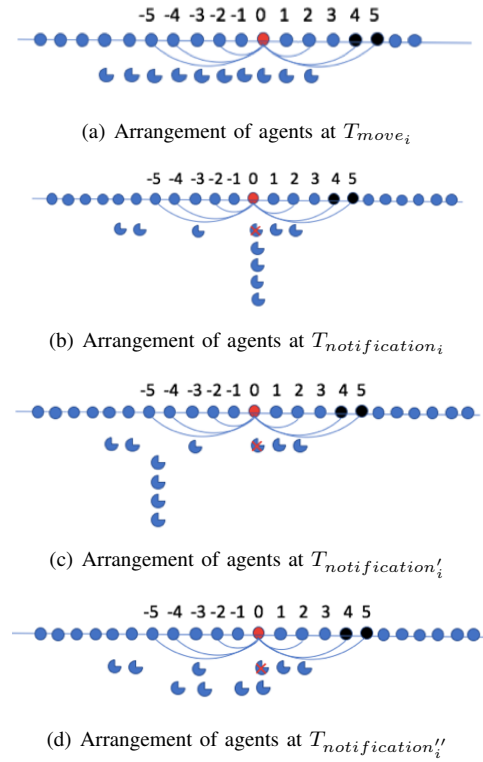 -5 -4 -3 -2 -1 0 1 2 3 4 5
(a) Arrangement of agents at T_{move_i}
-5 -4 -3 -2 -1 0 1 2 3 4 5
(b) Arrangement of agents at T_{notification_i}
-5 -4 -3 -2 -1 0 1 2 3 4 5
(c) Arrangement of agents at T_{notification'_i}
-5 -4 -3 -2 -1 0 1 2 3 4 5
(d) Arrangement of agents at T_{notification''_i}